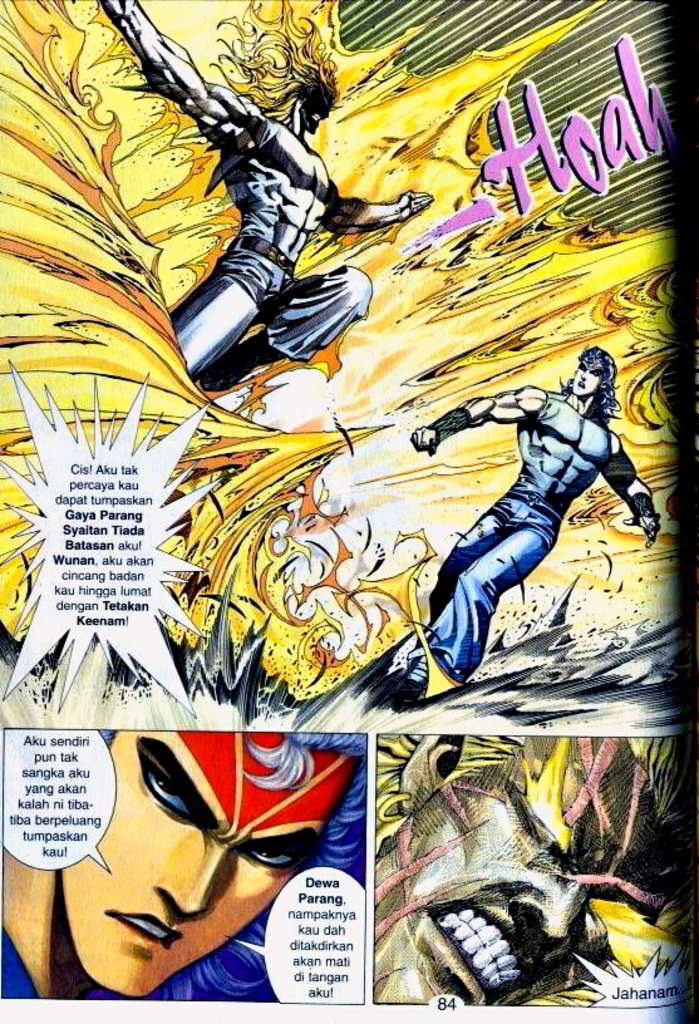 Hoah
Cis! Aku tak
percaya kau
dapat tumpaskan
Gaya Parang
Syaitan Tiada
Batasan aku!
Wunan, aku akan
cincang badan
kau hingga lumat
dengan Tetakan
Keenam!
Aku sendiri
pun tak
sangka aku
yang akan
kalah ni tiba-
tiba berpeluang
tumpaskan
kau!
Dewa
Parang,
nampaknya
kau dah
ditakdirkan
akan mati
di tangan
aku!
Jahanam...
84